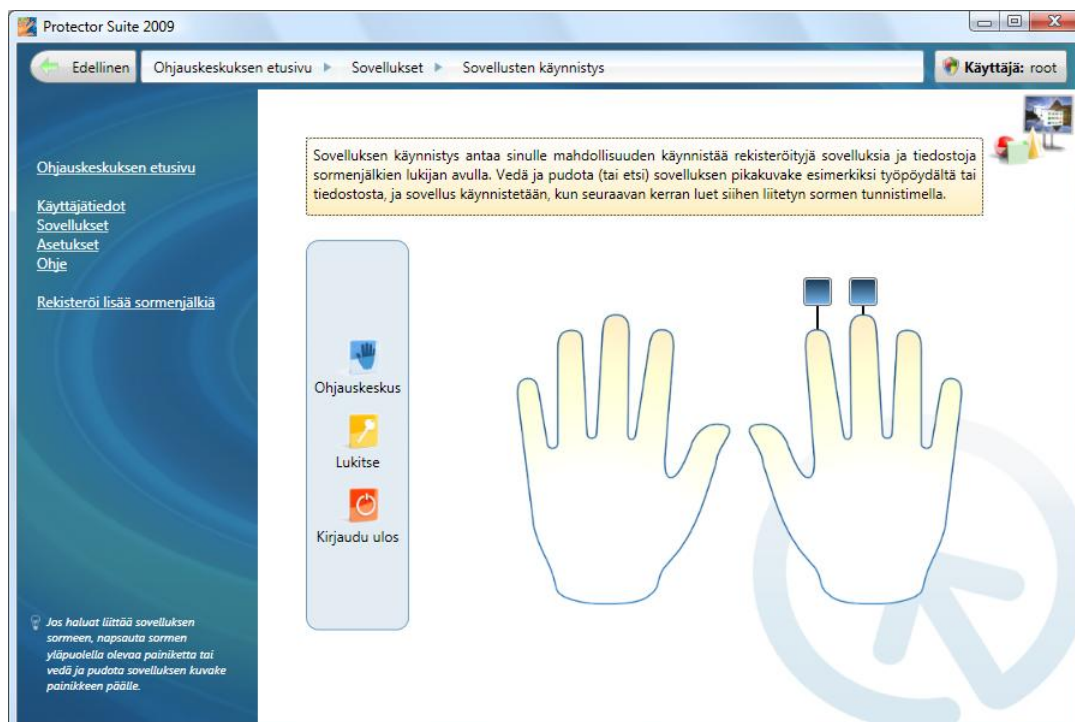 Protector Suite 2009
Edellinen
Ohjauskeskuksen etusivu
Sovellukset
Sovellusten käynnistys
Käyttäjä: root
Ohjauskeskuksen etusivu
Käyttäjätiedot
Sovellukset
Asetukset
Ohje
Rekisteröi lisää sormenjälkiä
Sovelluksen käynnistys antaa sinulle mahdollisuuden käynnistää rekisteröityjä sovelluksia ja tiedostoja
sormenjälkien lukijan avulla. Vedä ja pudota (tai etsi) sovelluksen pikakuvake esimerkiksi työpöydältä tai
tiedostosta, ja sovellus käynnistetään, kun seuraavan kerran luet siihen liitetyn sormen tunnistimella.
Ohjauskeskus
Lukitse
Kirjaudu ulos
Jos haluat liittää sovelluksen
sormeen, napsauta sormen
yläpuolella olevaa painiketta tai
vedä ja pudota sovelluksen kuvake
painikkeen päälle.